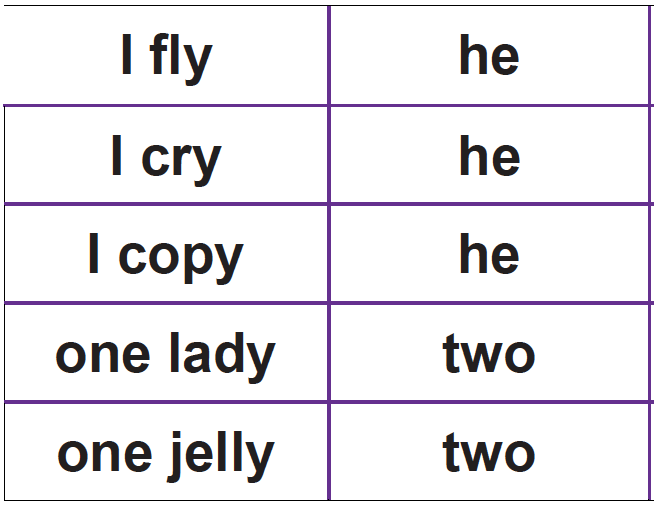 I fly he
I cry he
I copy he
one lady two
one jelly two